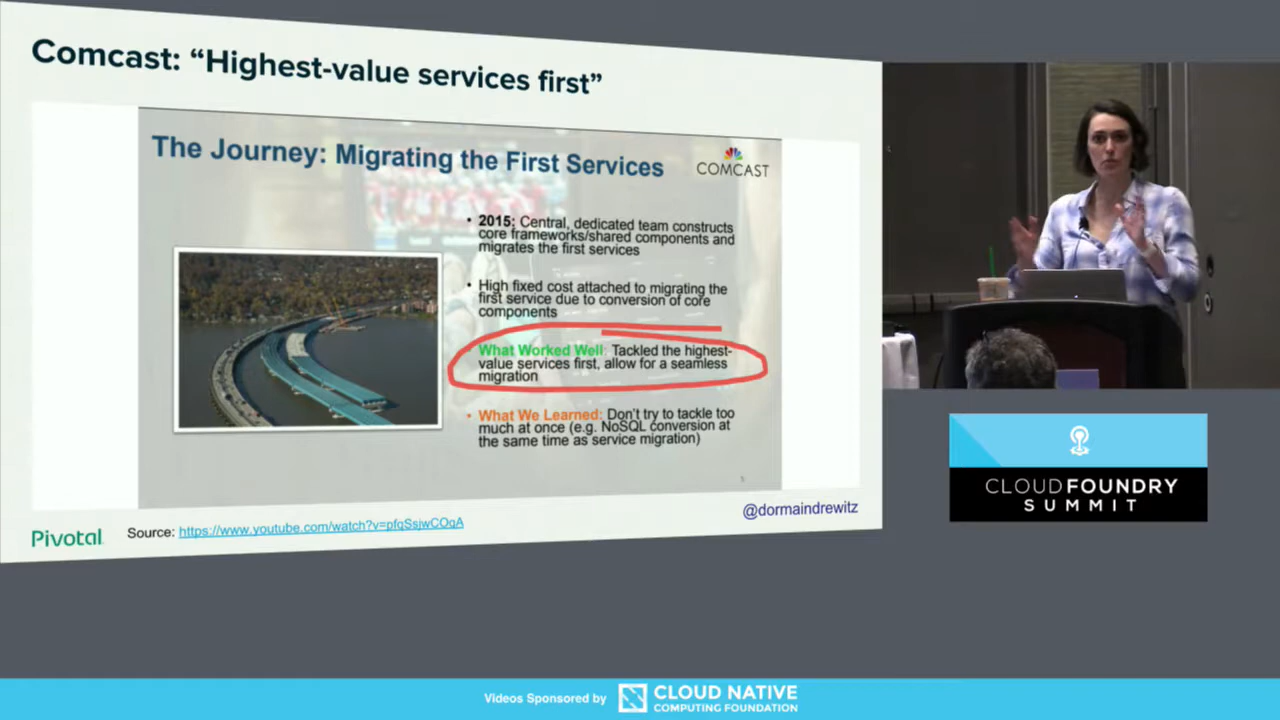 Comcast: “Highest-value services first”
The Journey: Migrating the First Services
COMCAST
• 2015: Central, dedicated team constructs
core frameworks/shared components and
migrates the first services
• High fixed cost attached to migrating the
first service due to conversion of core
components
What Worked Well: Tackled the highest-
value services first, allow for a seamless
migration
• What We Learned: Don't try to tackle too
much at once (e.g. NoSQL conversion at
the same time as service migration)
@dormaindrewitz
Pivotal
Source: https://www.youtube.com/watch?v=pfqSsjwCOqA
CLOUDFOUNDRY
SUMMIT
Videos Sponsored by
CLOUD NATIVE
COMPUTING FOUNDATION